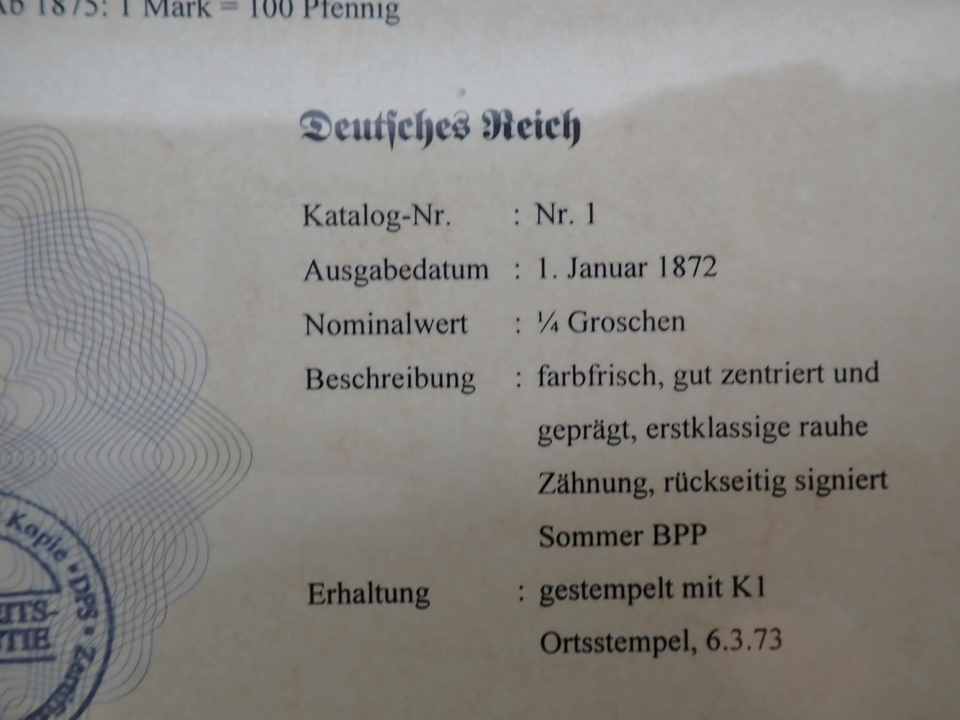 Ab 1875: 1 Mark = 100 Pfennig
Deutsches Reich
Katalog-Nr. : Nr. 1
Ausgabedatum : 1. Januar 1872
Nominalwert : ¼ Groschen
Beschreibung : farbfrisch, gut zentriert und
geprägt, erstklassige rauhe
Zähnung, rückseitig signiert
Sommer BPP
Erhaltung : gestempelt mit K1
Ortsstempel, 6.3.73
Kopie * DPS *